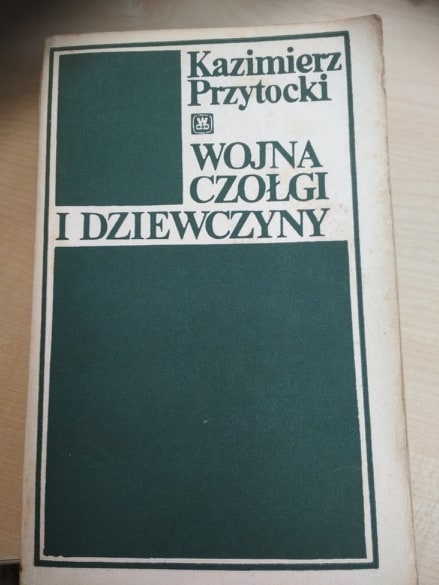 Kazimierz
Przytocki
WOJNA
CZOŁGI
I DZIEWCZYNY